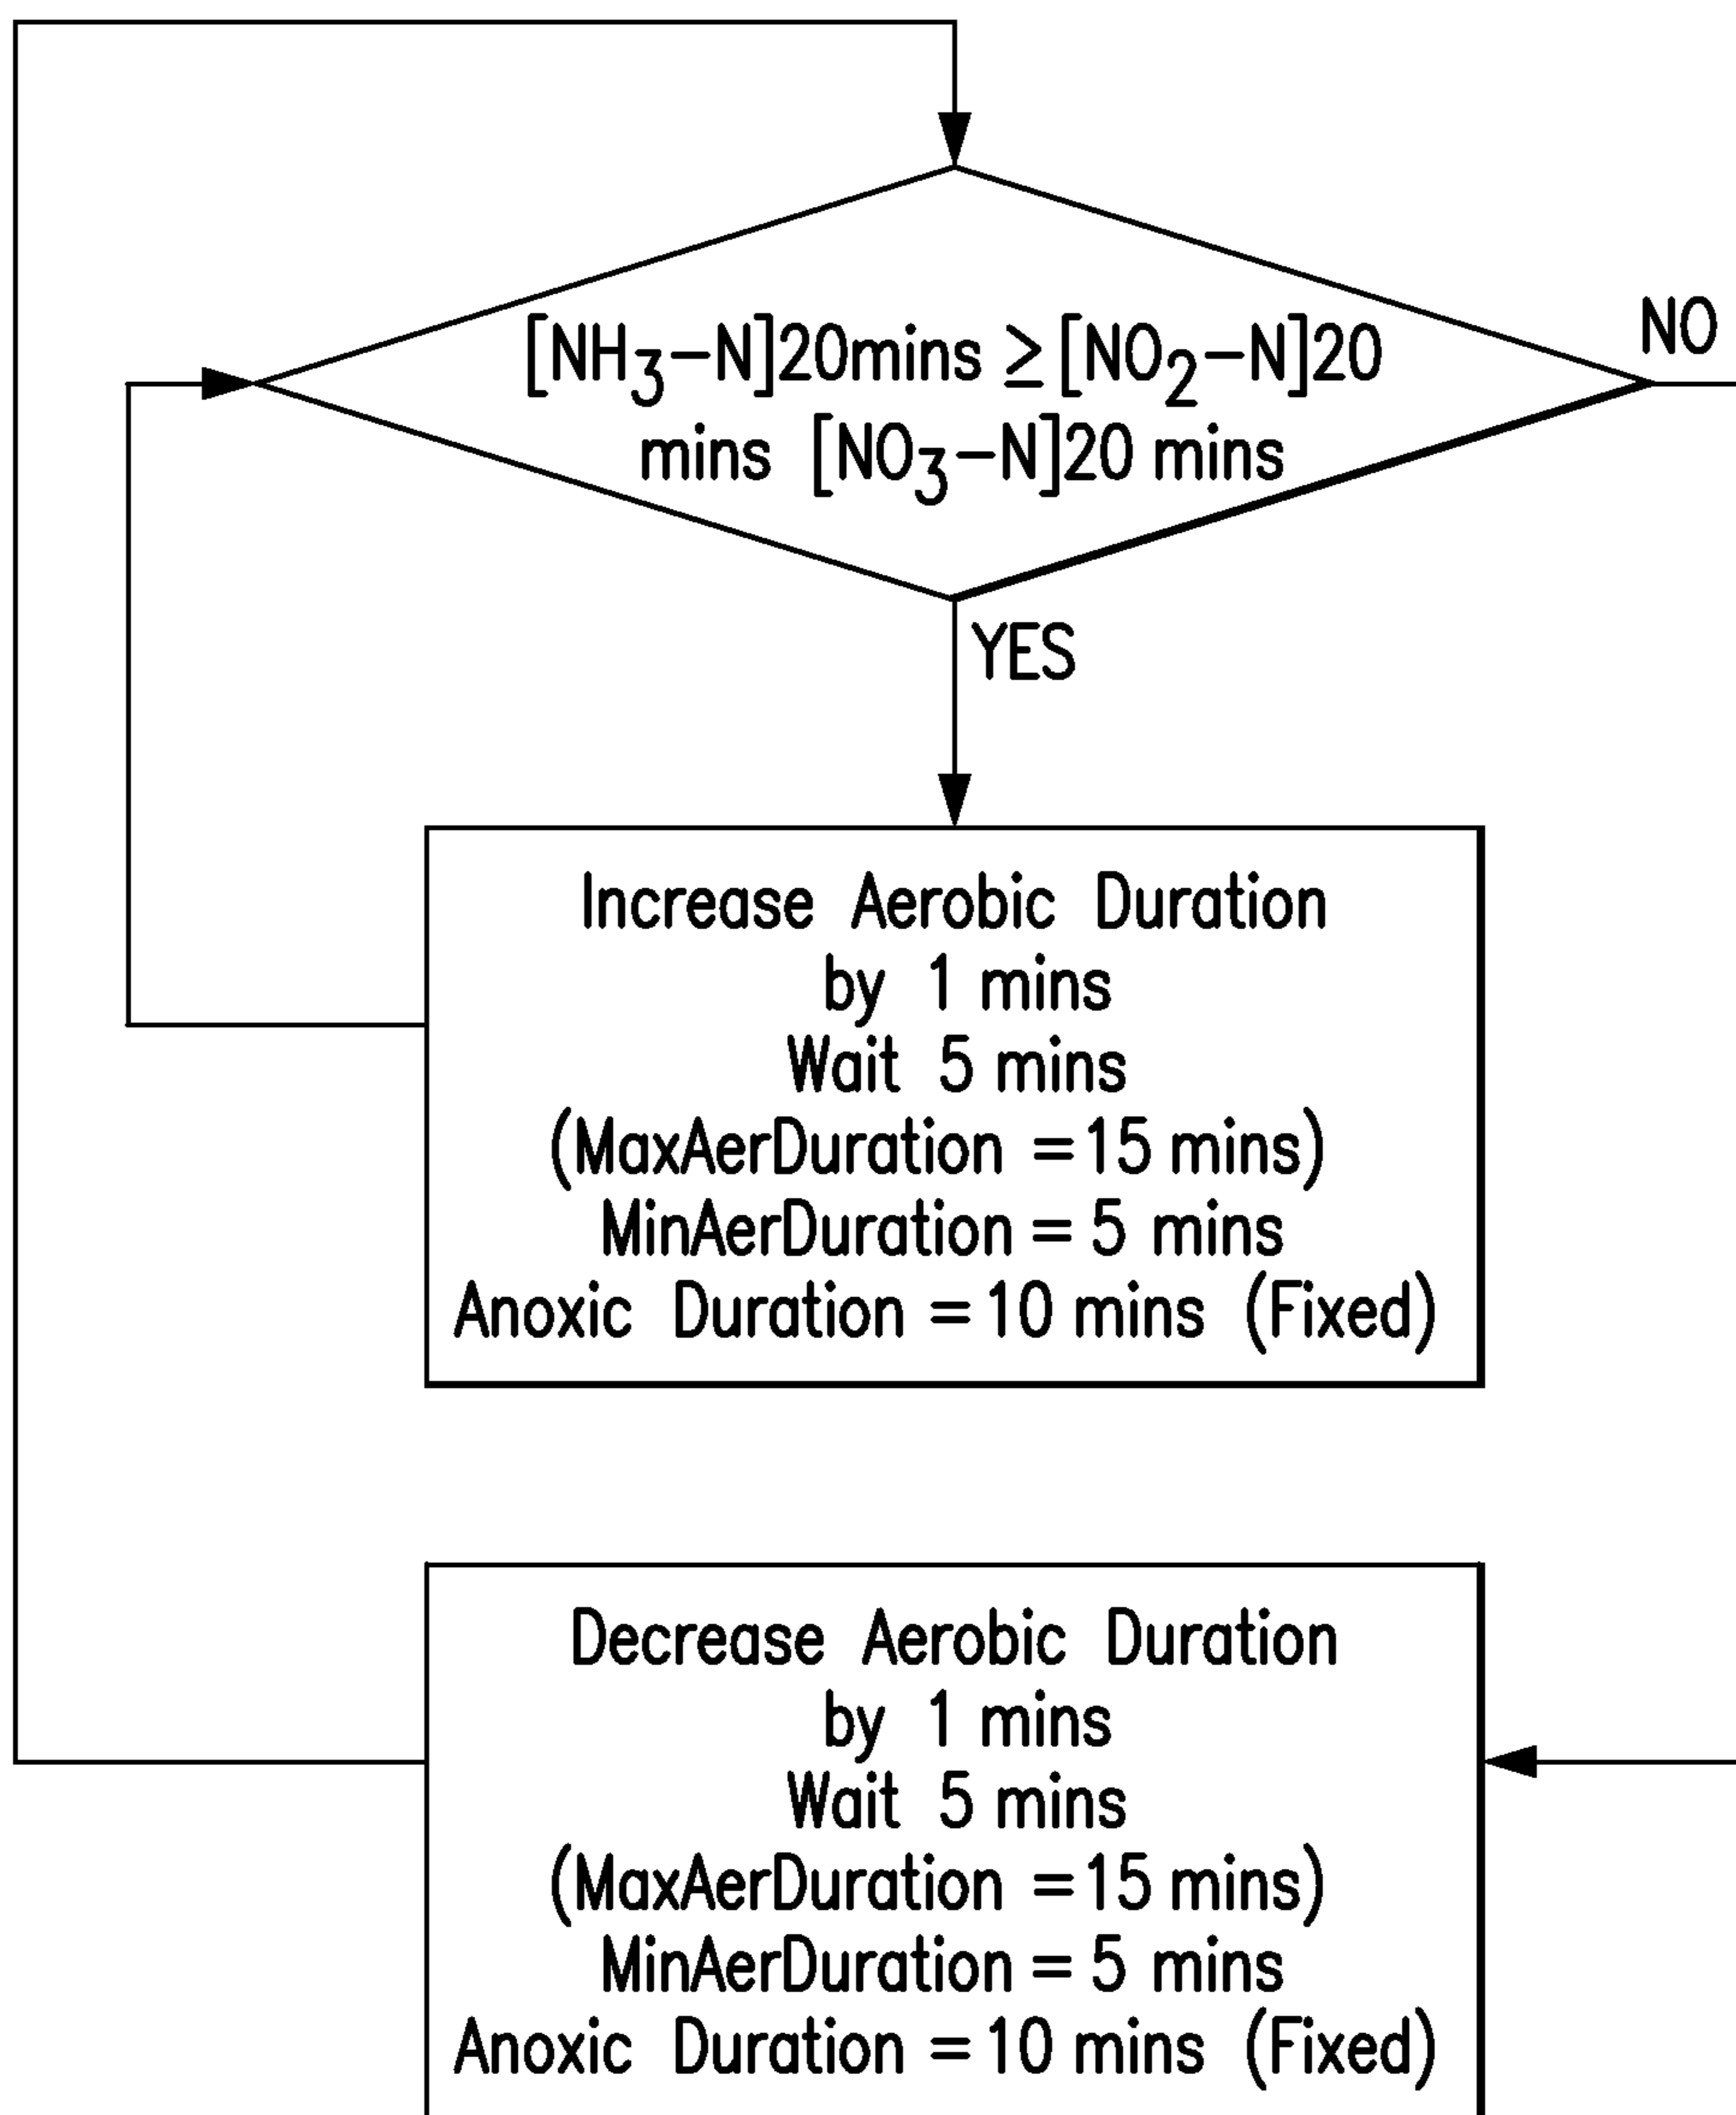 [NH₃-N]20mins ≥[NO₂-N]20
mins [NO₃-N]20 mins
NO
YES
Increase Aerobic Duration
by 1 mins
Wait 5 mins
(MaxAerDuration =15 mins)
MinAerDuration = 5 mins
Anoxic Duration =10 mins (Fixed)
Decrease Aerobic Duration
by 1 mins
Wait 5 mins
(MaxAerDuration =15 mins)
MinAerDuration = 5 mins
Anoxic Duration =10 mins (Fixed)